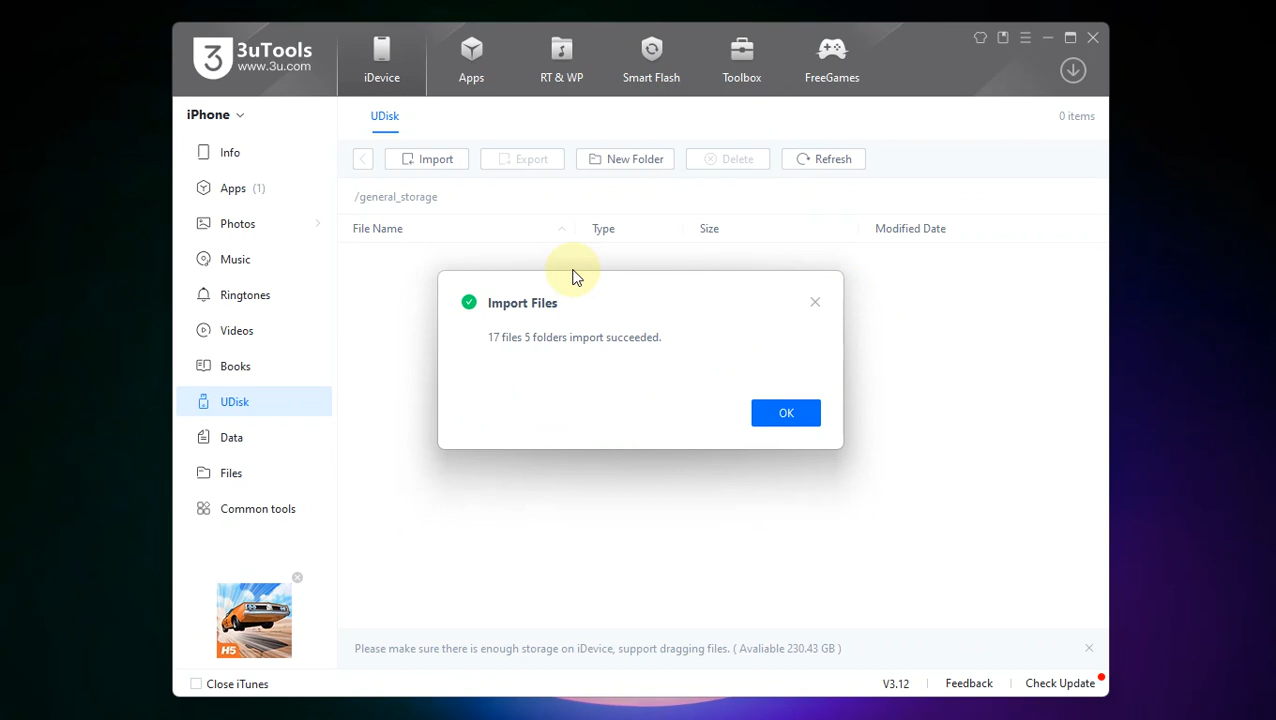 3
3uTools
www.3u.com
iDevice
Apps
RT & WP
Smart Flash
Toolbox
FreeGames
iPhone
UDisk
0 items
Info
Import
Export
New Folder
Delete
Refresh
Apps (1)
/general_storage
Photos
File Name
Type
Size
Modified Date
Music
Ringtones
Import Files
Videos
17 files 5 folders import succeeded.
Books
UDisk
OK
Data
Files
Common tools
H5
Please make sure there is enough storage on iDevice, support dragging files. ( Avaliable 230.43 GB )
Close iTunes
V3.12
Feedback
Check Update